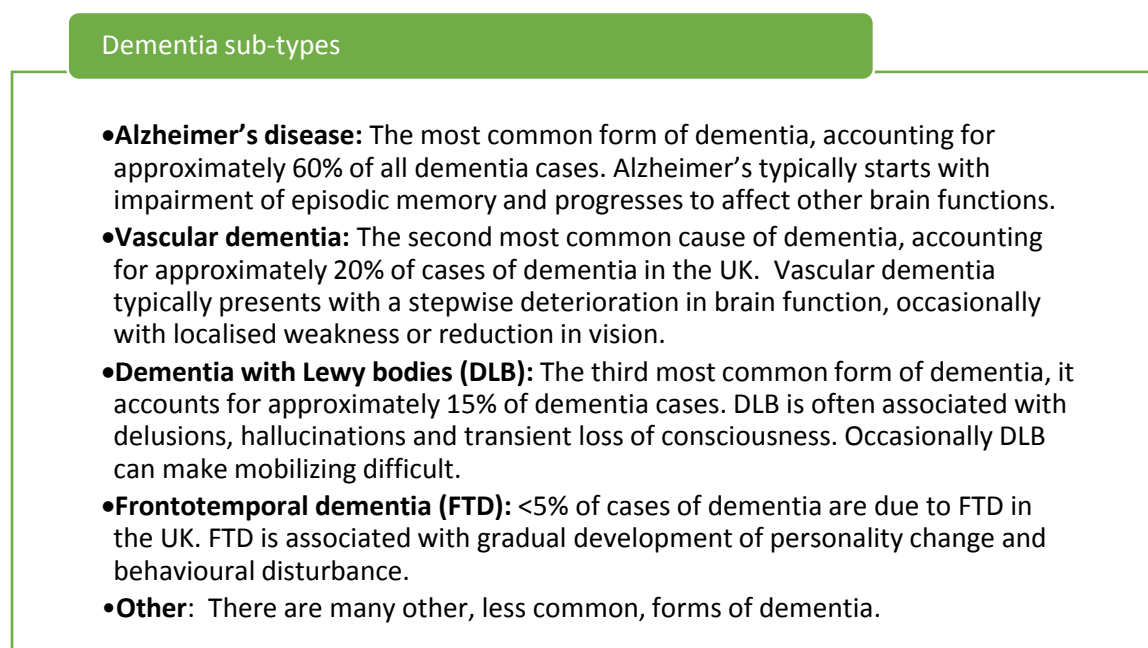 Dementia sub-types
•Alzheimer’s disease: The most common form of dementia, accounting for
approximately 60% of all dementia cases. Alzheimer’s typically starts with
impairment of episodic memory and progresses to affect other brain functions.
•Vascular dementia: The second most common cause of dementia, accounting
for approximately 20% of cases of dementia in the UK.  Vascular dementia
typically presents with a stepwise deterioration in brain function, occasionally
with localised weakness or reduction in vision.
•Dementia with Lewy bodies (DLB): The third most common form of dementia, it
accounts for approximately 15% of dementia cases. DLB is often associated with
delusions, hallucinations and transient loss of consciousness. Occasionally DLB
can make mobilizing difficult.
•Frontotemporal dementia (FTD): <5% of cases of dementia are due to FTD in
the UK. FTD is associated with gradual development of personality change and
behavioural disturbance.
•Other:  There are many other, less common, forms of dementia.